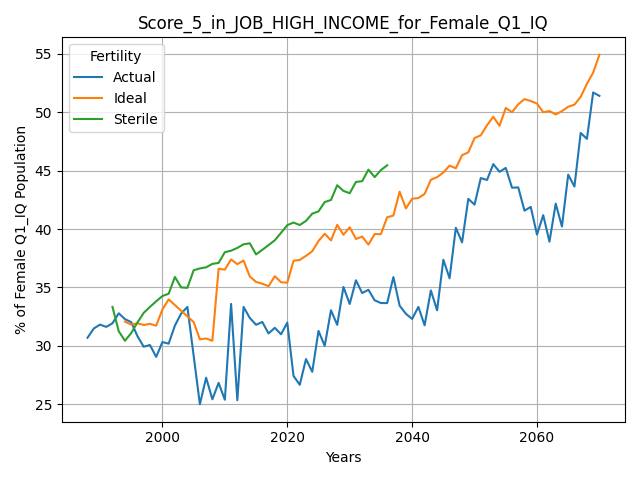 Score_5_in_JOB_HIGH_INCOME_for_Female_Q1_IQ
Fertility
Actual
Ideal
Sterile
% of Female Q1_IQ Population
55
50
45
40
35
30
25
2000
2020
2040
2060
Years